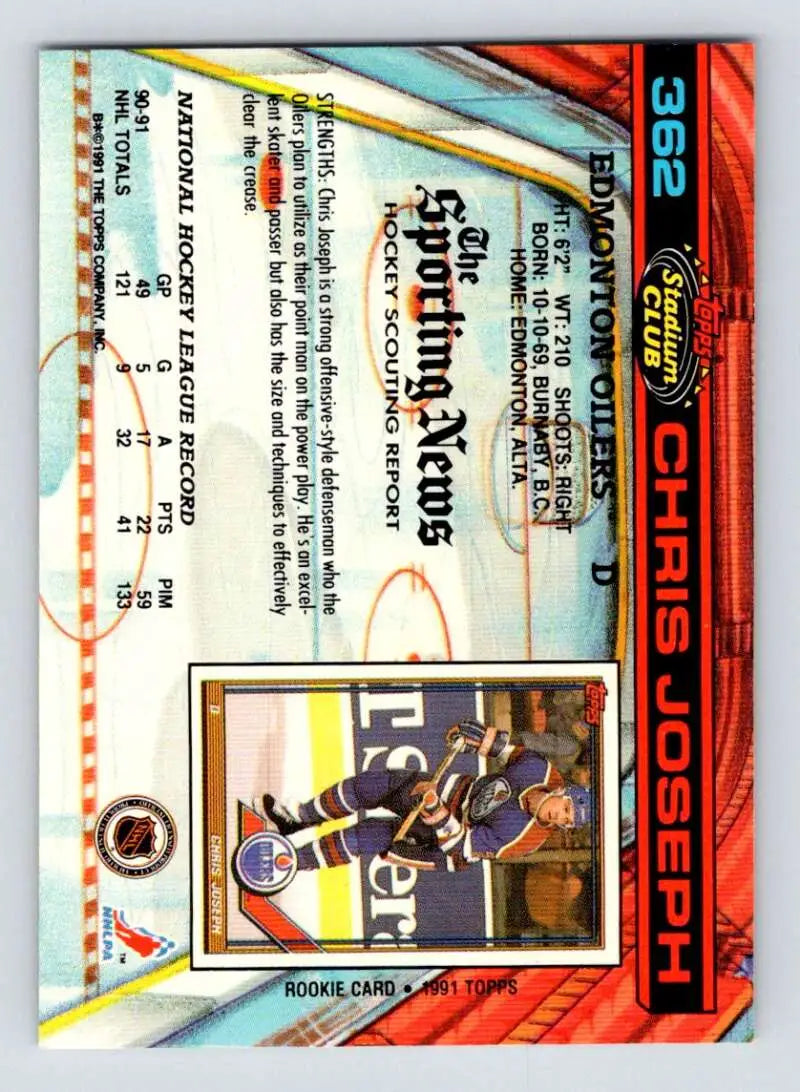 362
TOPPS
Stadium
CLUB
CHRIS JOSEPH
EDMONTON OILERS D
HT: 6'2" WT: 210 SHOOTS: RIGHT
BORN: 10-10-69, BURNABY, B.C.
HOME: EDMONTON, ALTA.
The
Sporting News
HOCKEY SCOUTING REPORT
STRENGTHS: Chris Joseph is a strong offensive-style defenseman who the
Oilers plan to utilize as their point man on the power play. He's an excel-
lent skater and passer but also has the size and techniques to effectively
clear the crease.
NATIONAL HOCKEY LEAGUE RECORD
GP G A PTS PIM
90-91 49 5 17 22 59
NHL TOTALS 121 9 32 41 133
B*©1991 THE TOPPS COMPANY, INC.
TOPPS
OILERS
CHRIS JOSEPH
D
ROOKIE CARD • 1991 TOPPS
NHL
NHLPA
TM